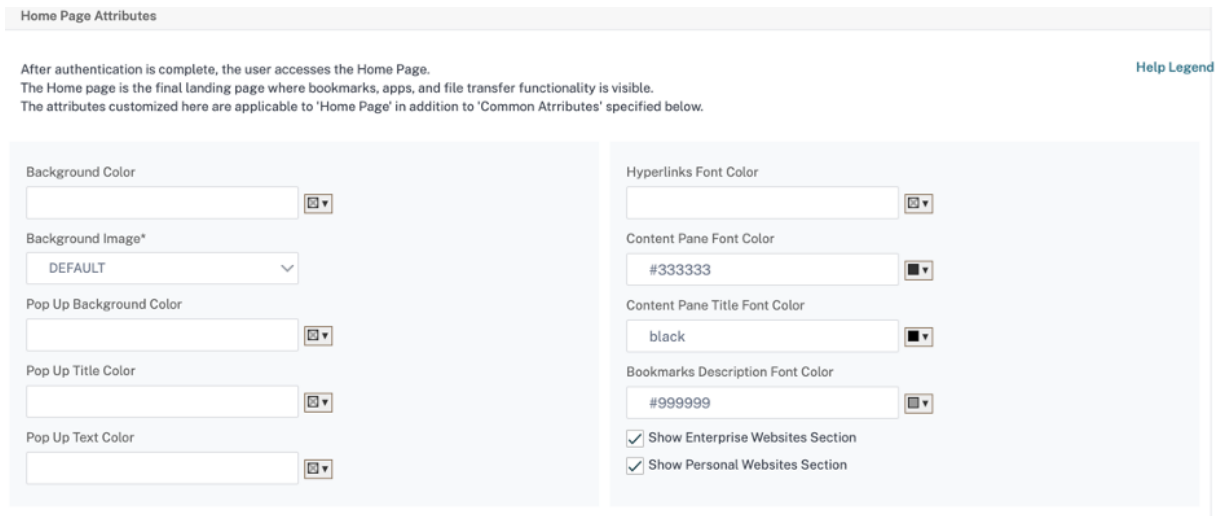 Home Page Attributes
After authentication is complete, the user accesses the Home Page.
Help Legend
The Home page is the final landing page where bookmarks, apps, and file transfer functionality is visible.
The attributes customized here are applicable to 'Home Page' in addition to 'Common Atrributes' specified below.
Background Color
Background Image*
DEFAULT
Pop Up Background Color
Pop Up Title Color
Pop Up Text Color
Hyperlinks Font Color
Content Pane Font Color
#333333
Content Pane Title Font Color
black
Bookmarks Description Font Color
#999999
Show Enterprise Websites Section
Show Personal Websites Section